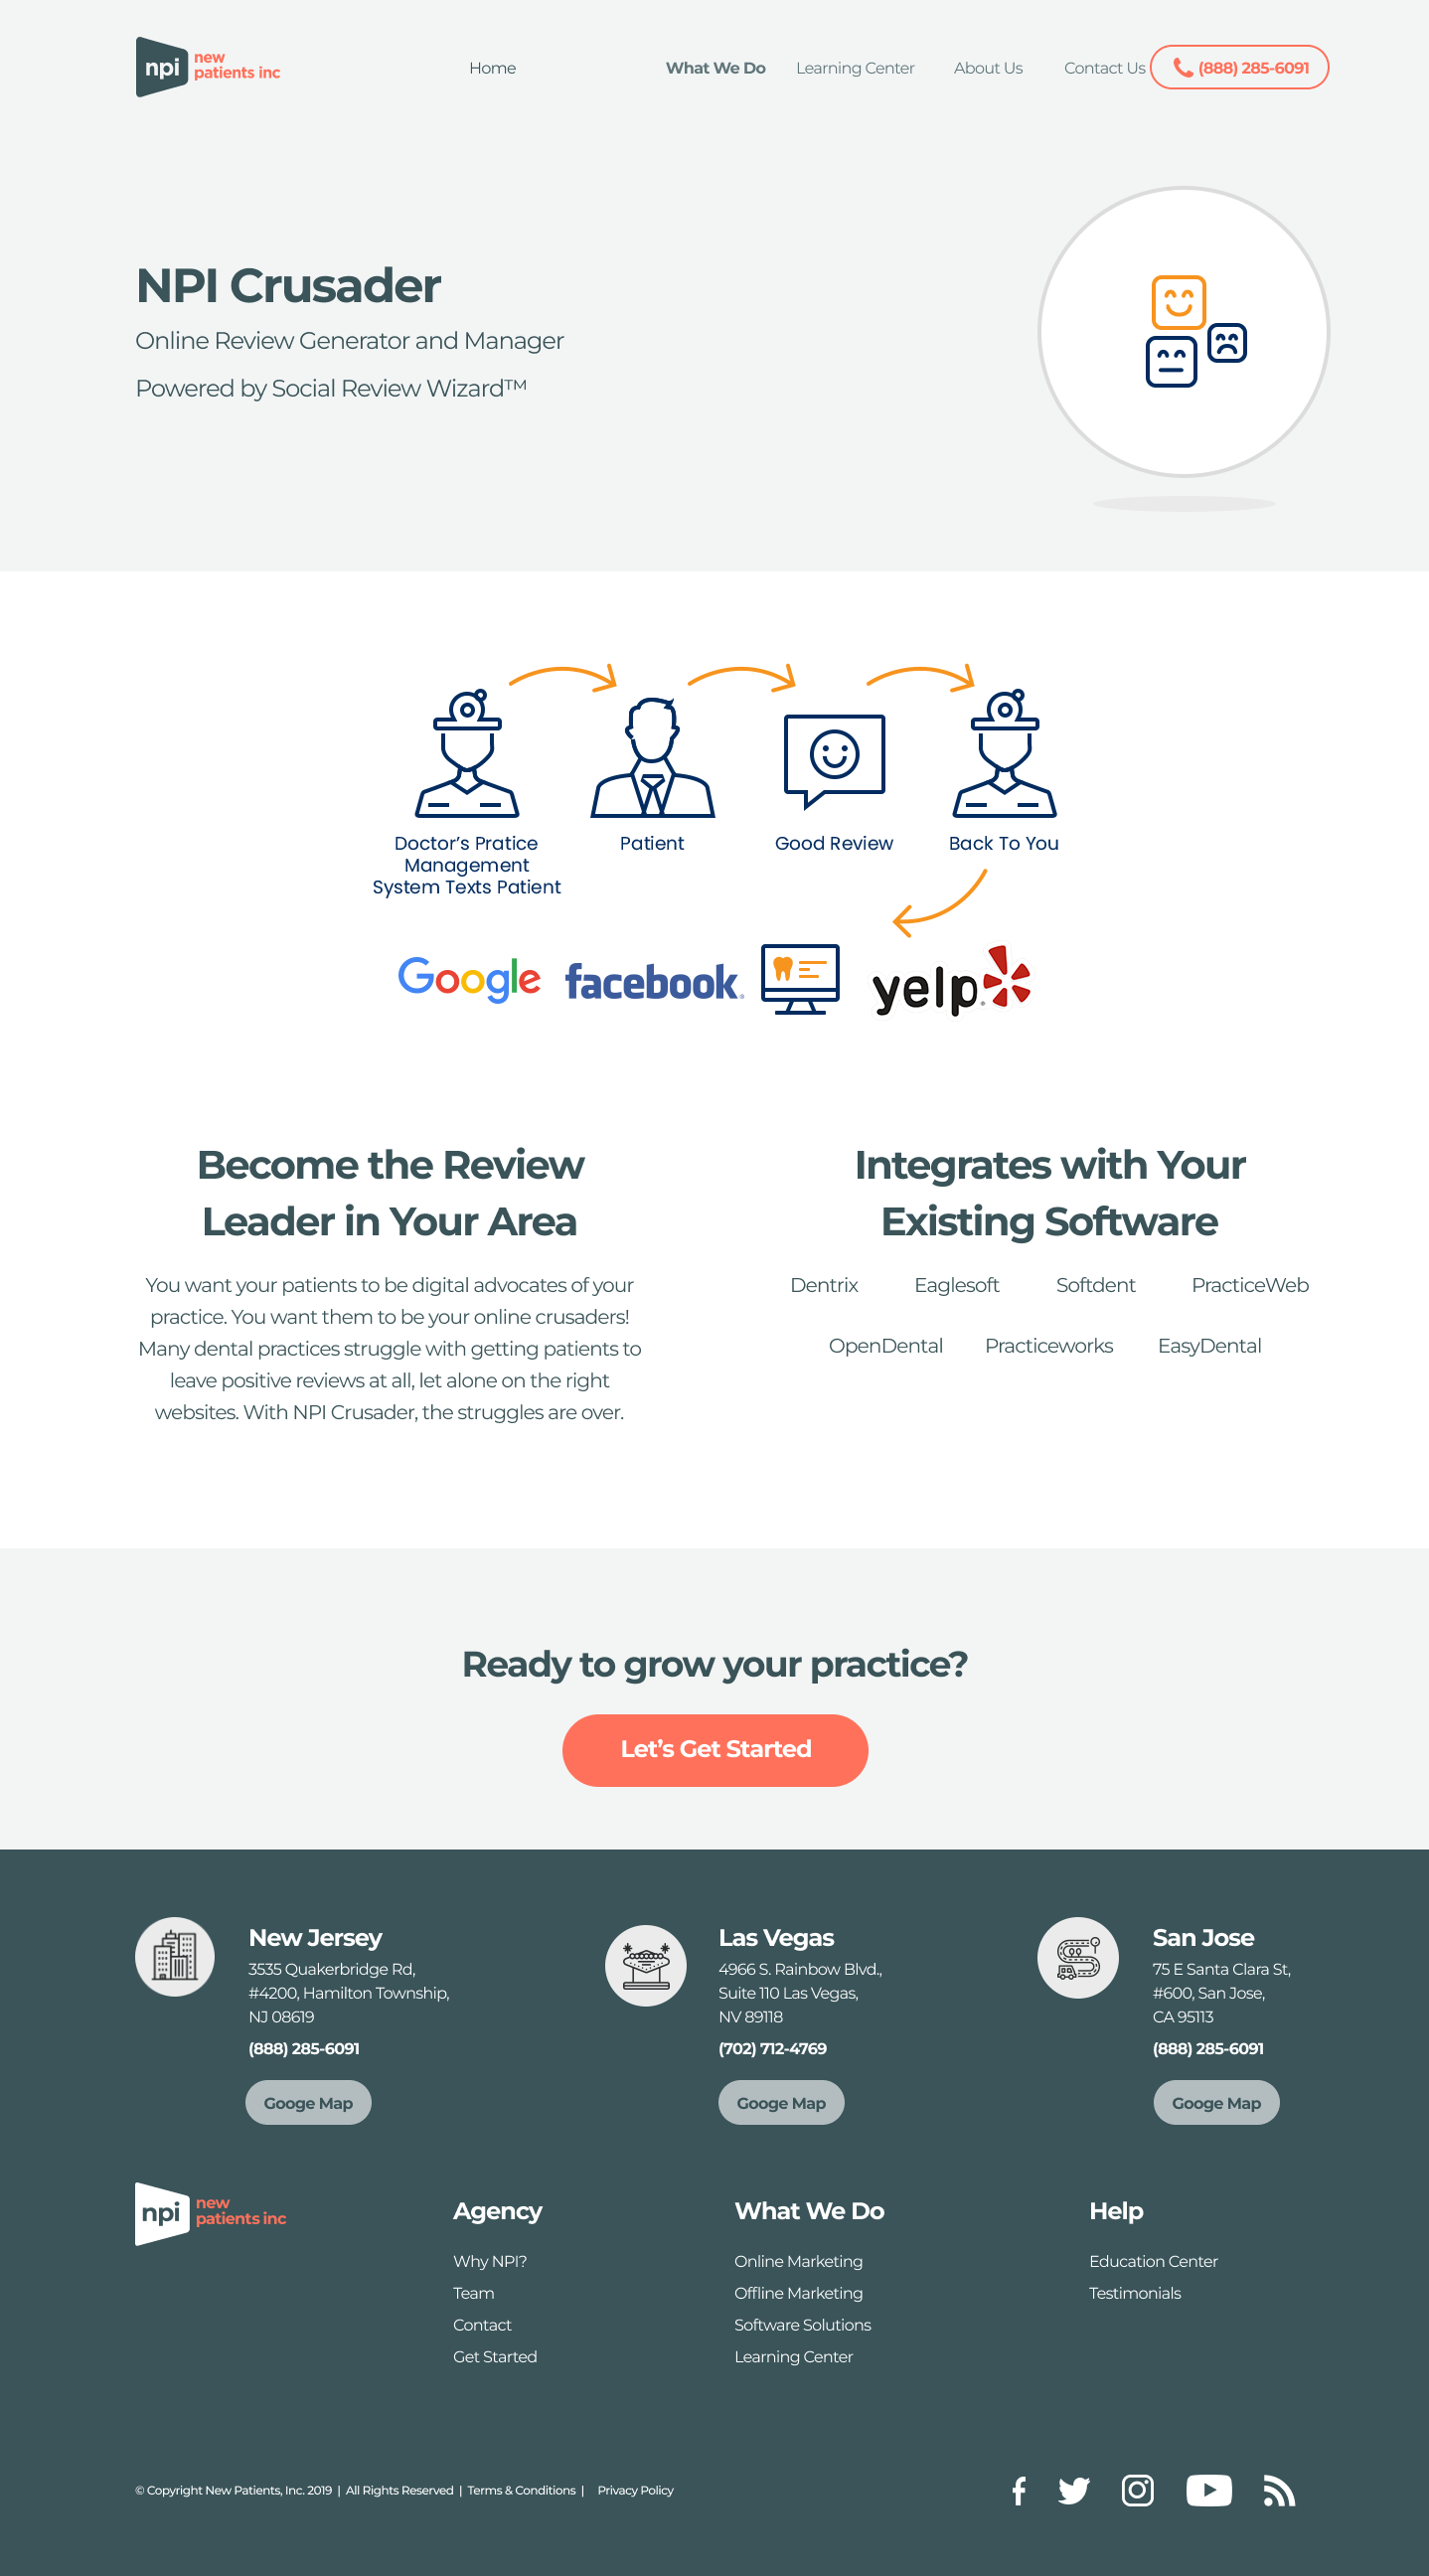 npi new
patients inc
Home What We Do Learning Center About Us Contact Us (888) 285-6091
NPI Crusader
Online Review Generator and Manager
Powered by Social Review Wizard™
Doctor's Pratice
Management
System Texts Patient
Patient
Good Review
Back To You
Google facebook. yelp
Become the Review
Leader in Your Area
You want your patients to be digital advocates of your
practice. You want them to be your online crusaders!
Many dental practices struggle with getting patients to
leave positive reviews at all, let alone on the right
websites. With NPI Crusader, the struggles are over.
Integrates with Your
Existing Software
Dentrix Eaglesoft Softdent PracticeWeb
OpenDental Practiceworks EasyDental
Ready to grow your practice?
Let's Get Started
New Jersey
3535 Quakerbridge Rd,
#4200, Hamilton Township,
NJ 08619
(888) 285-6091
Googe Map
Las Vegas
4966 S. Rainbow Blvd.,
Suite 110 Las Vegas,
NV 89118
(702) 712-4769
Googe Map
San Jose
75 E Santa Clara St,
#600, San Jose,
CA 95113
(888) 285-6091
Googe Map
npi new
patients inc
Agency
Why NPI?
Team
Contact
Get Started
What We Do
Online Marketing
Offline Marketing
Software Solutions
Learning Center
Help
Education Center
Testimonials
© Copyright New Patients, Inc. 2019 | All Rights Reserved | Terms & Conditions | Privacy Policy